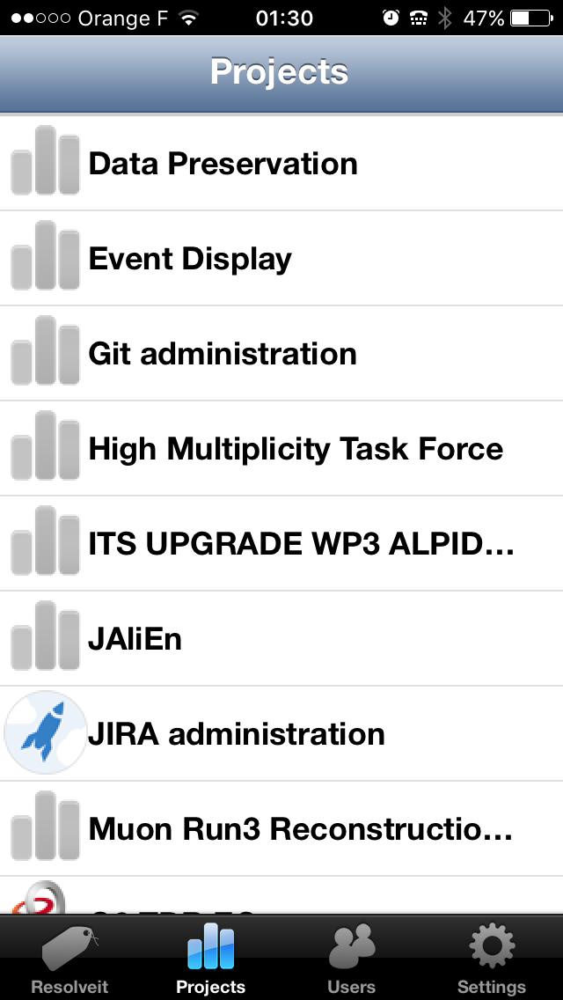 Orange F 01:30 47%
Projects
Data Preservation
Event Display
Git administration
High Multiplicity Task Force
ITS UPGRADE WP3 ALPID...
JAliEn
JIRA administration
Muon Run3 Reconstructio...
Resolveit Projects Users Settings